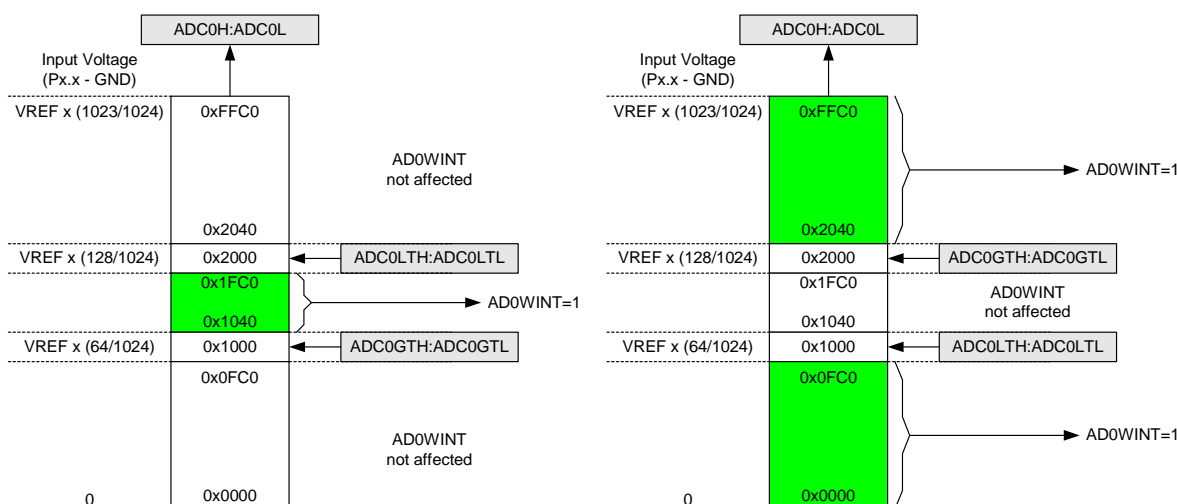 ADC0H:ADC0L
Input Voltage
(Px.x - GND)
VREF x (1023/1024)
0xFFC0
AD0WINT
not affected
0x2040
VREF x (128/1024)
0x2000
ADC0LTH:ADC0LTL
0x1FC0
AD0WINT=1
0x1040
VREF x (64/1024)
0x1000
ADC0GTH:ADC0GTL
0x0FC0
AD0WINT
not affected
0
0x0000
ADC0H:ADC0L
Input Voltage
(Px.x - GND)
VREF x (1023/1024)
0xFFC0
AD0WINT=1
0x2040
VREF x (128/1024)
0x2000
ADC0GTH:ADC0GTL
0x1FC0
AD0WINT
not affected
0x1040
VREF x (64/1024)
0x1000
ADC0LTH:ADC0LTL
0x0FC0
AD0WINT=1
0
0x0000